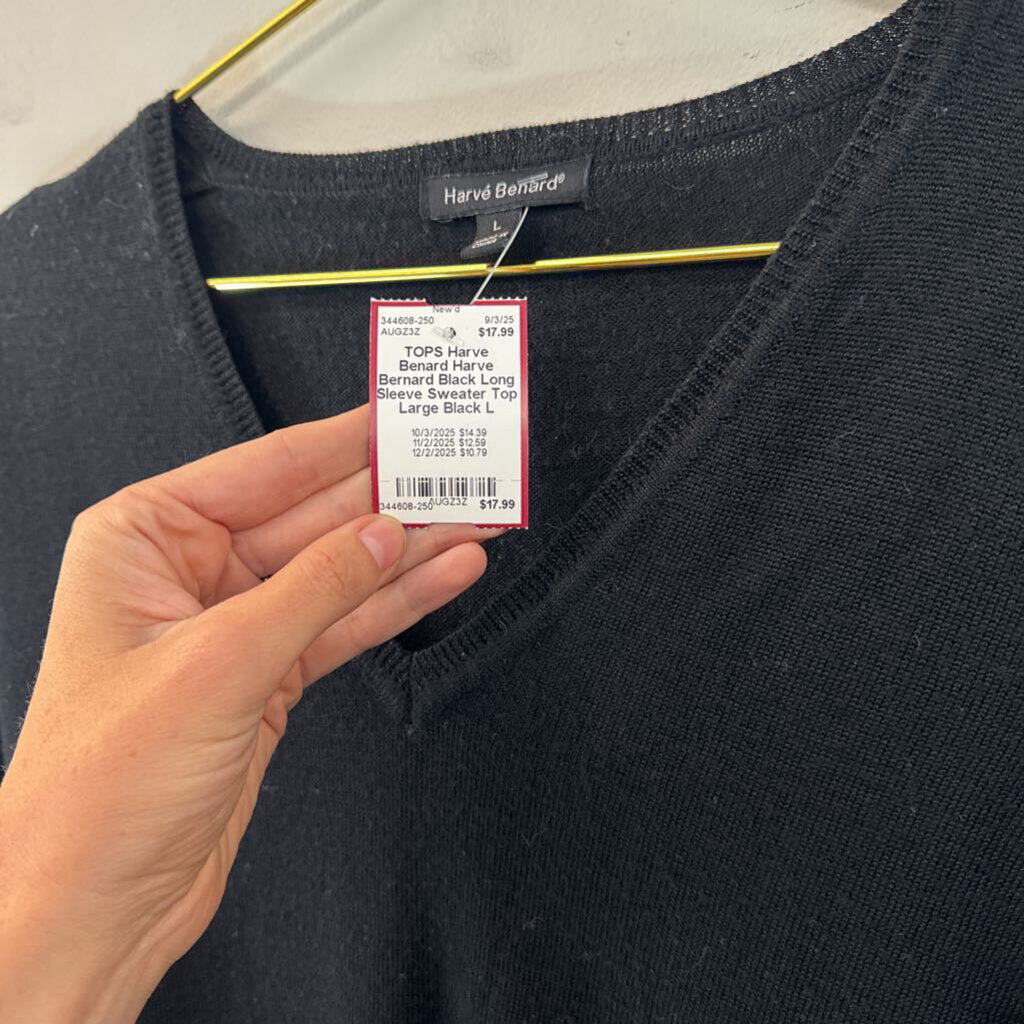 Harvé Benard®
L
New'd
344608-250 9/3/25
AUGZ3Z $17.99
TOPS Harve
Benard Harve
Bernard Black Long
Sleeve Sweater Top
Large Black L
10/3/2025 $14.39
11/2/2025 $12.59
12/2/2025 $10.79
AUGZ3Z
344608-250 $17.99